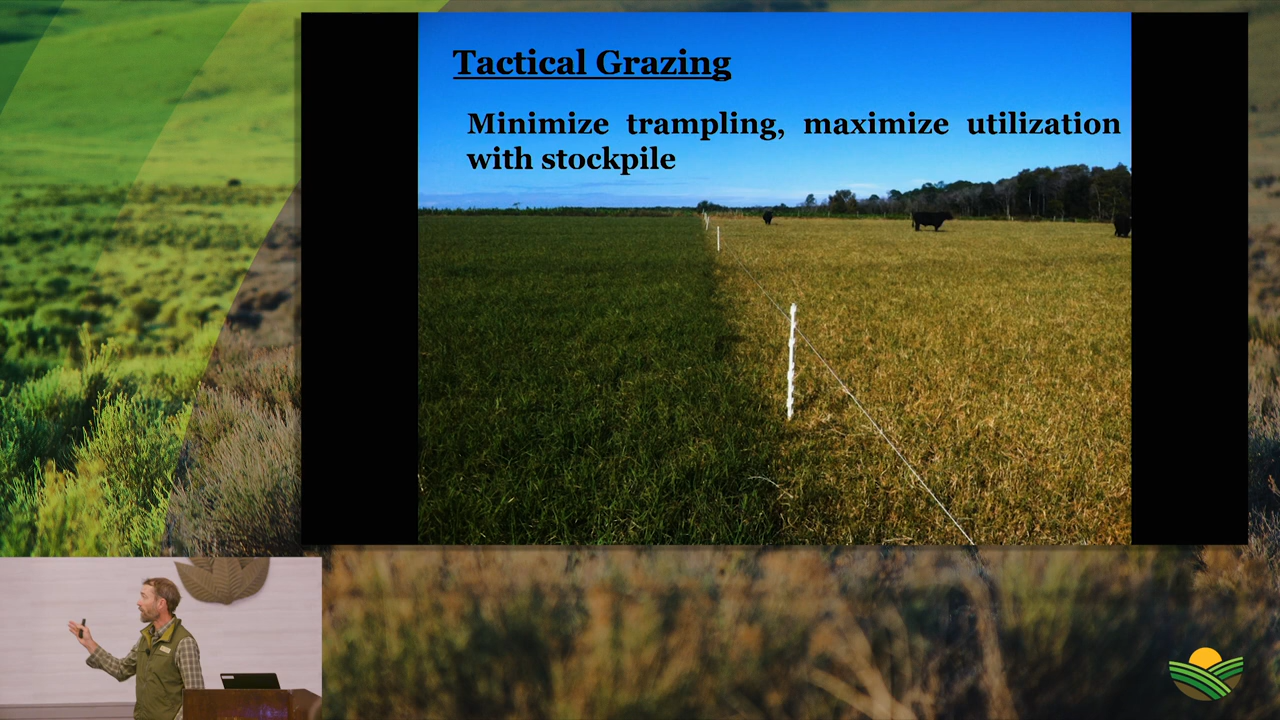 Tactical Grazing
Minimize trampling, maximize utilization
with stockpile